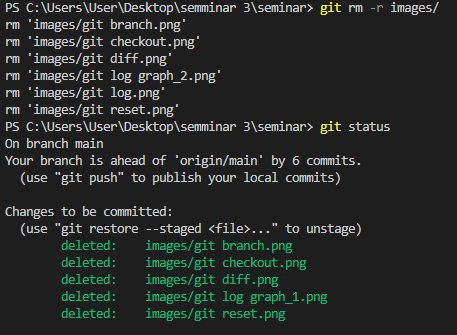 PS C:\Users\User\Desktop\semminar 3\seminar> git rm -r images/
rm 'images/git branch.png'
rm 'images/git checkout.png'
rm 'images/git diff.png'
rm 'images/git log graph_2.png'
rm 'images/git log.png'
rm 'images/git reset.png'
PS C:\Users\User\Desktop\semminar 3\seminar> git status
On branch main
Your branch is ahead of 'origin/main' by 6 commits.
  (use "git push" to publish your local commits)

Changes to be committed:
  (use "git restore --staged <file>..." to unstage)
        deleted:    images/git branch.png
        deleted:    images/git checkout.png
        deleted:    images/git diff.png
        deleted:    images/git log graph_1.png
        deleted:    images/git reset.png